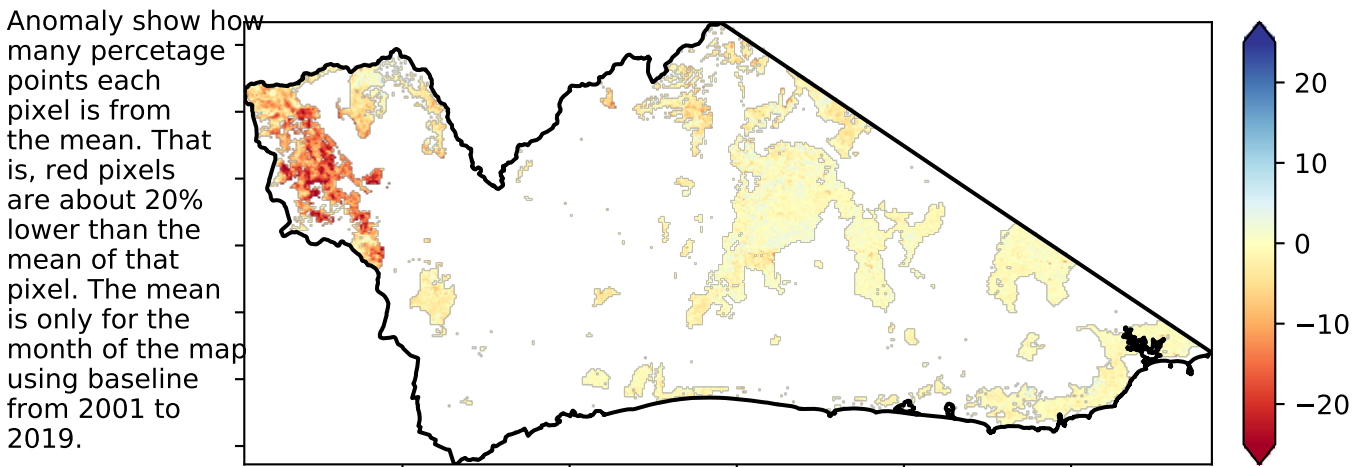 Anomaly show how
many percetage
points each
pixel is from
the mean. That
is, red pixels
are about 20%
lower than the
mean of that
pixel. The mean
is only for the
month of the map
using baseline
from 2001 to
2019.
20
10
0
−10
−20